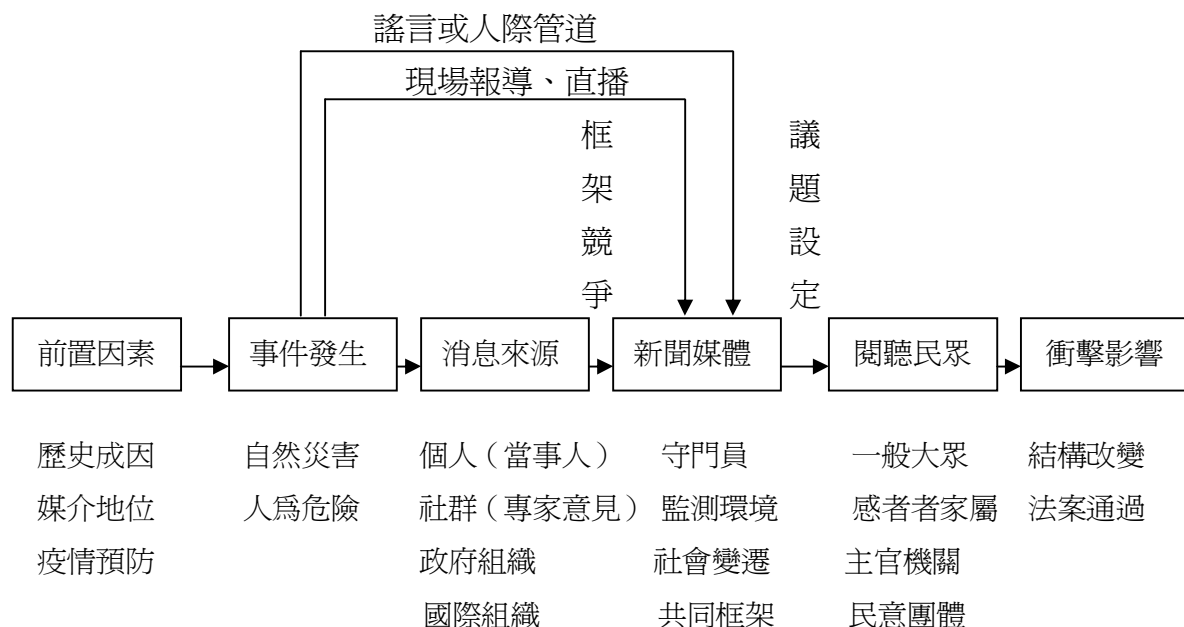 謠言或人際管道
現場報導、直播
框架競爭
議題設定
前置因素 事件發生 消息來源 新聞媒體 閱聽民眾 衝擊影響
歷史成因 自然災害 個人（當事人） 守門員 一般大眾 結構改變
媒介地位 人爲危險 社群（專家意見） 監測環境 感者者家屬 法案通過
疫情預防 政府組織 社會變遷 主官機關
國際組織 共同框架 民意團體